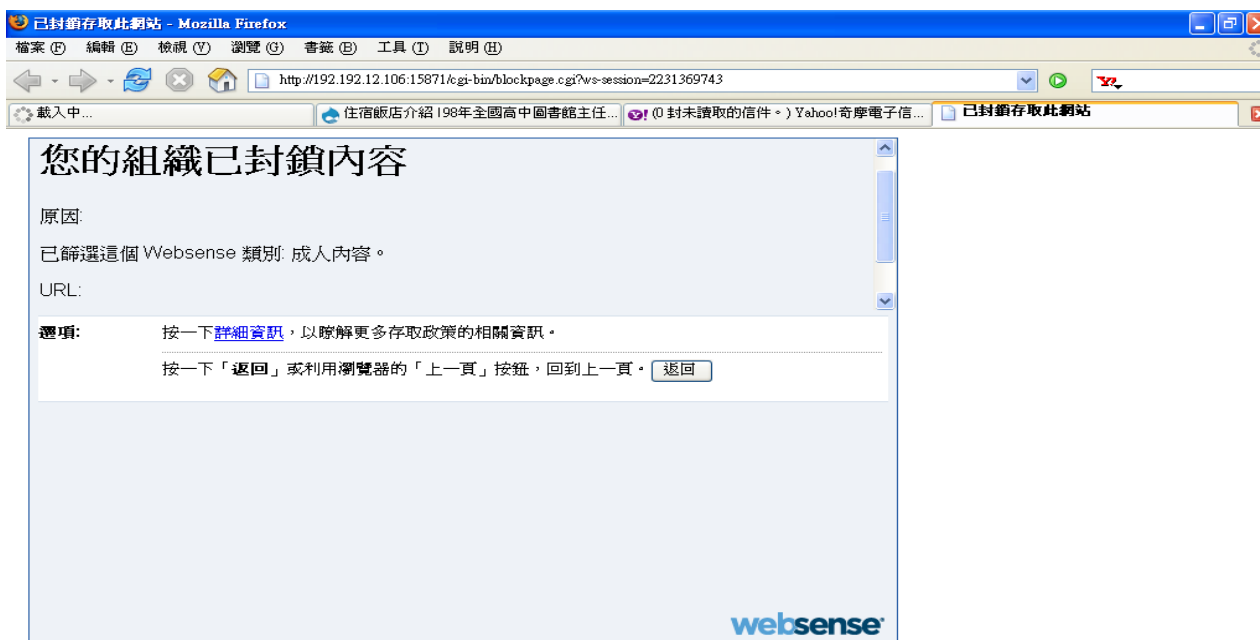 已封鎖存取此網站 - Mozilla Firefox
檔案(F) 編輯(E) 檢視(V) 瀏覽(G) 書籤(B) 工具(T) 說明(H)
http://192.192.12.106:15871/cgi-bin/blockpage.cgi?ws-session=2231369743
載入中... 住宿飯店介紹 | 98年全國高中圖書館主任... (0 封未讀取的信件。) Yahoo!奇摩電子信... 已封鎖存取此網站
您的組織已封鎖內容
原因:
已篩選這個 Websense 類別: 成人內容。
URL:
選項: 按一下詳細資訊,以瞭解更多存取政策的相關資訊。
按一下「返回」或利用瀏覽器的「上一頁」按鈕,回到上一頁。 返回
websense